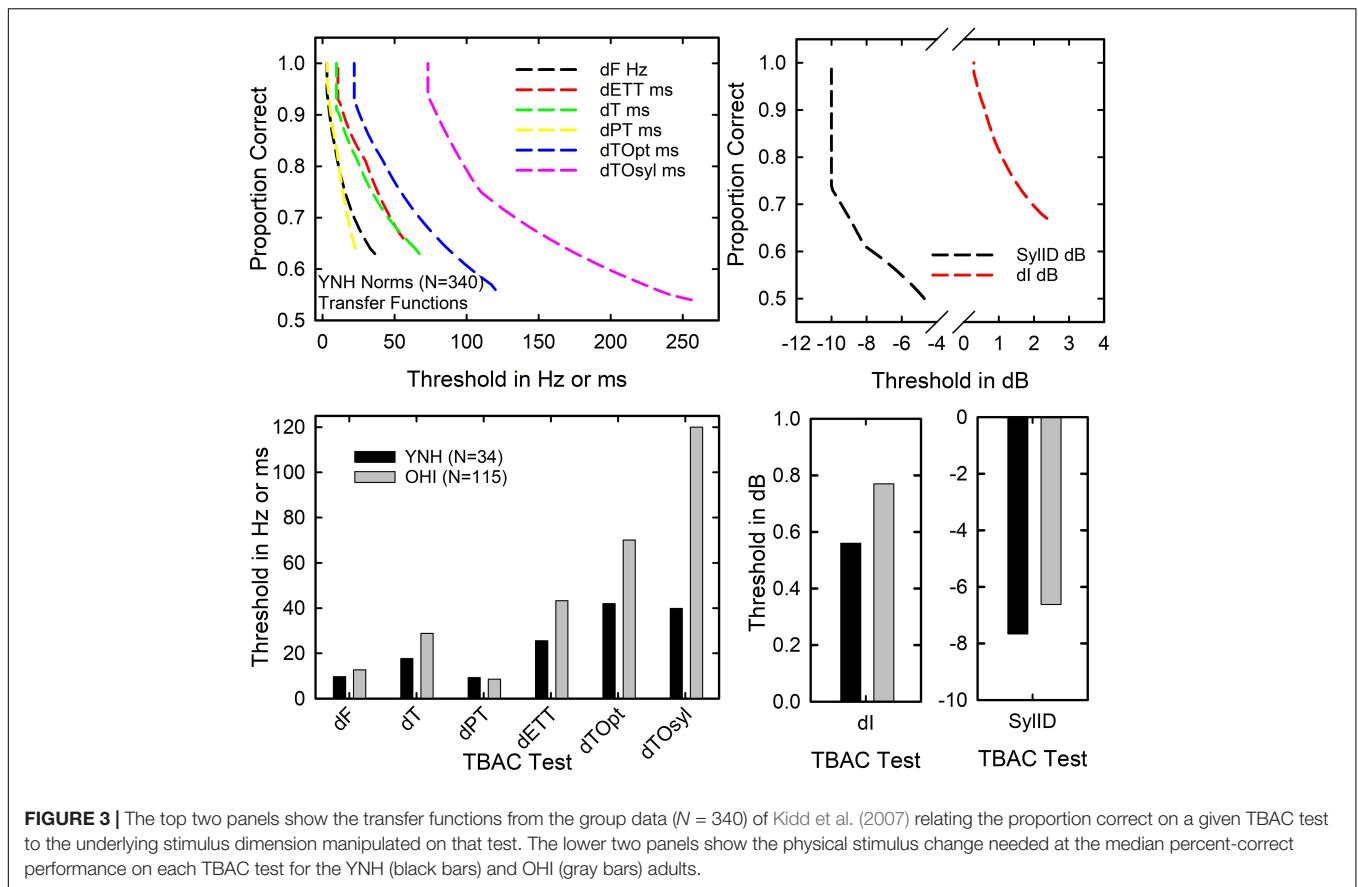 1.0
0.9
0.8
0.7
0.6
0.5
Proportion Correct
dF Hz
dETT ms
dT ms
dPT ms
dTOpt ms
dTOsyl ms
YNH Norms (N=340)
Transfer Functions
0 50 100 150 200 250
Threshold in Hz or ms
1.0
0.9
0.8
0.7
0.6
0.5
Proportion Correct
SylID dB
dI dB
-12 -10 -8 -6 -4 0 1 2 3 4
Threshold in dB
120
100
80
60
40
20
0
Threshold in Hz or ms
YNH (N=34)
OHI (N=115)
dF dT dPT dETT dTOpt dTOsyl
TBAC Test
1.0
0.8
0.6
0.4
0.2
0.0
Threshold in dB
dI
TBAC Test
0
-2
-4
-6
-8
-10
SylID
TBAC Test
FIGURE 3 | The top two panels show the transfer functions from the group data (N = 340) of Kidd et al. (2007) relating the proportion correct on a given TBAC test
to the underlying stimulus dimension manipulated on that test. The lower two panels show the physical stimulus change needed at the median percent-correct
performance on each TBAC test for the YNH (black bars) and OHI (gray bars) adults.